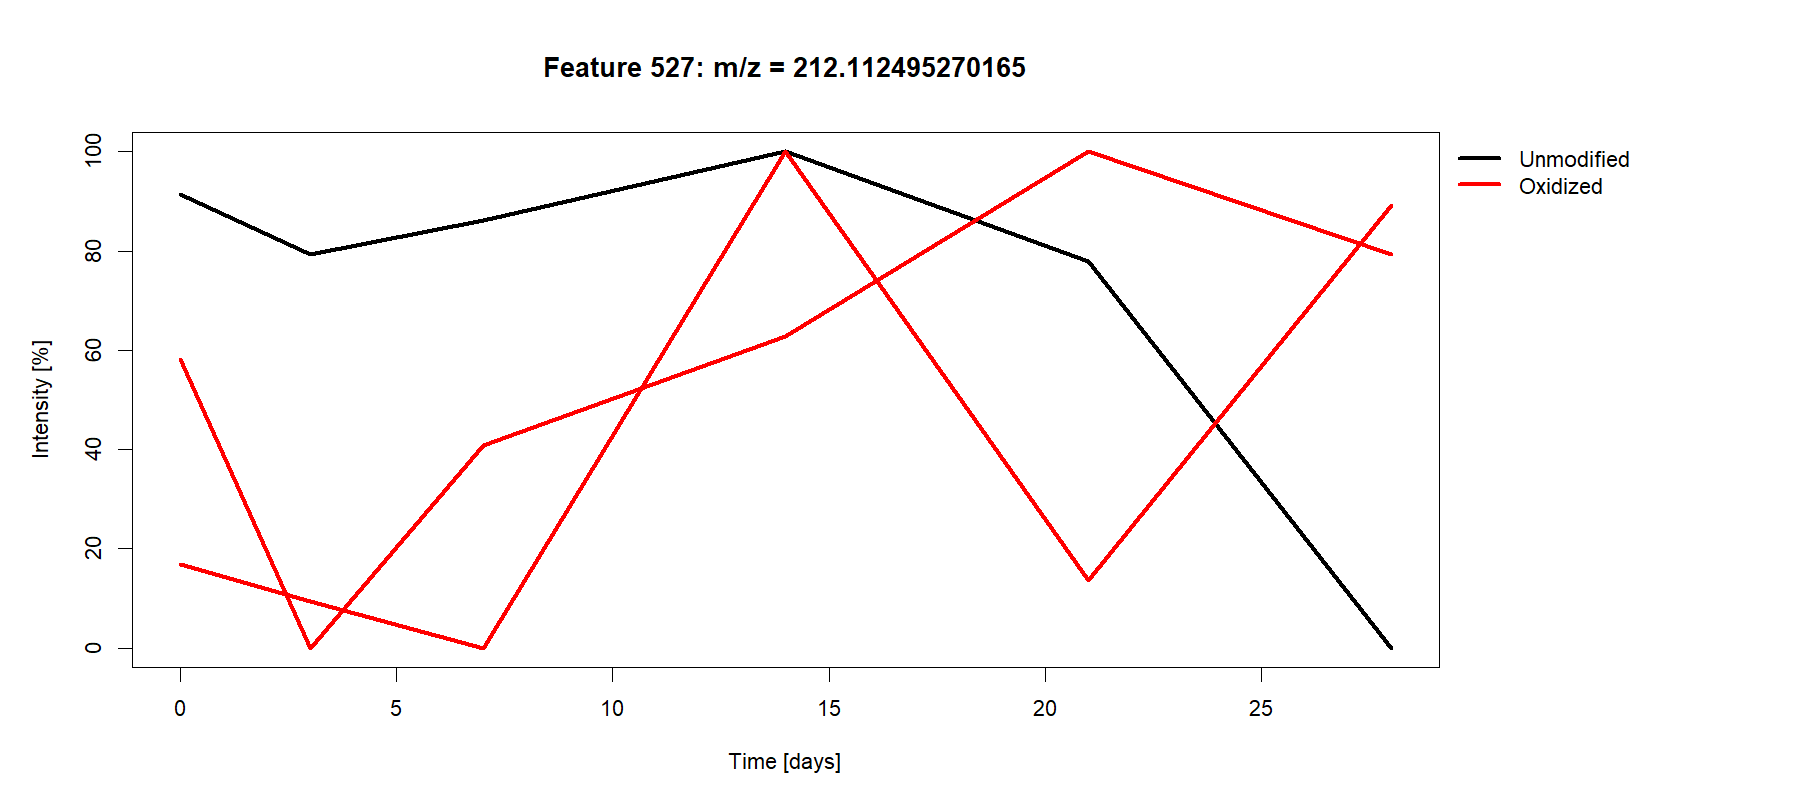 Feature 527: m/z = 212.112495270165
Unmodified
Oxidized
Intensity [%]
100
80
60
40
20
0
0 5 10 15 20 25
Time [days]